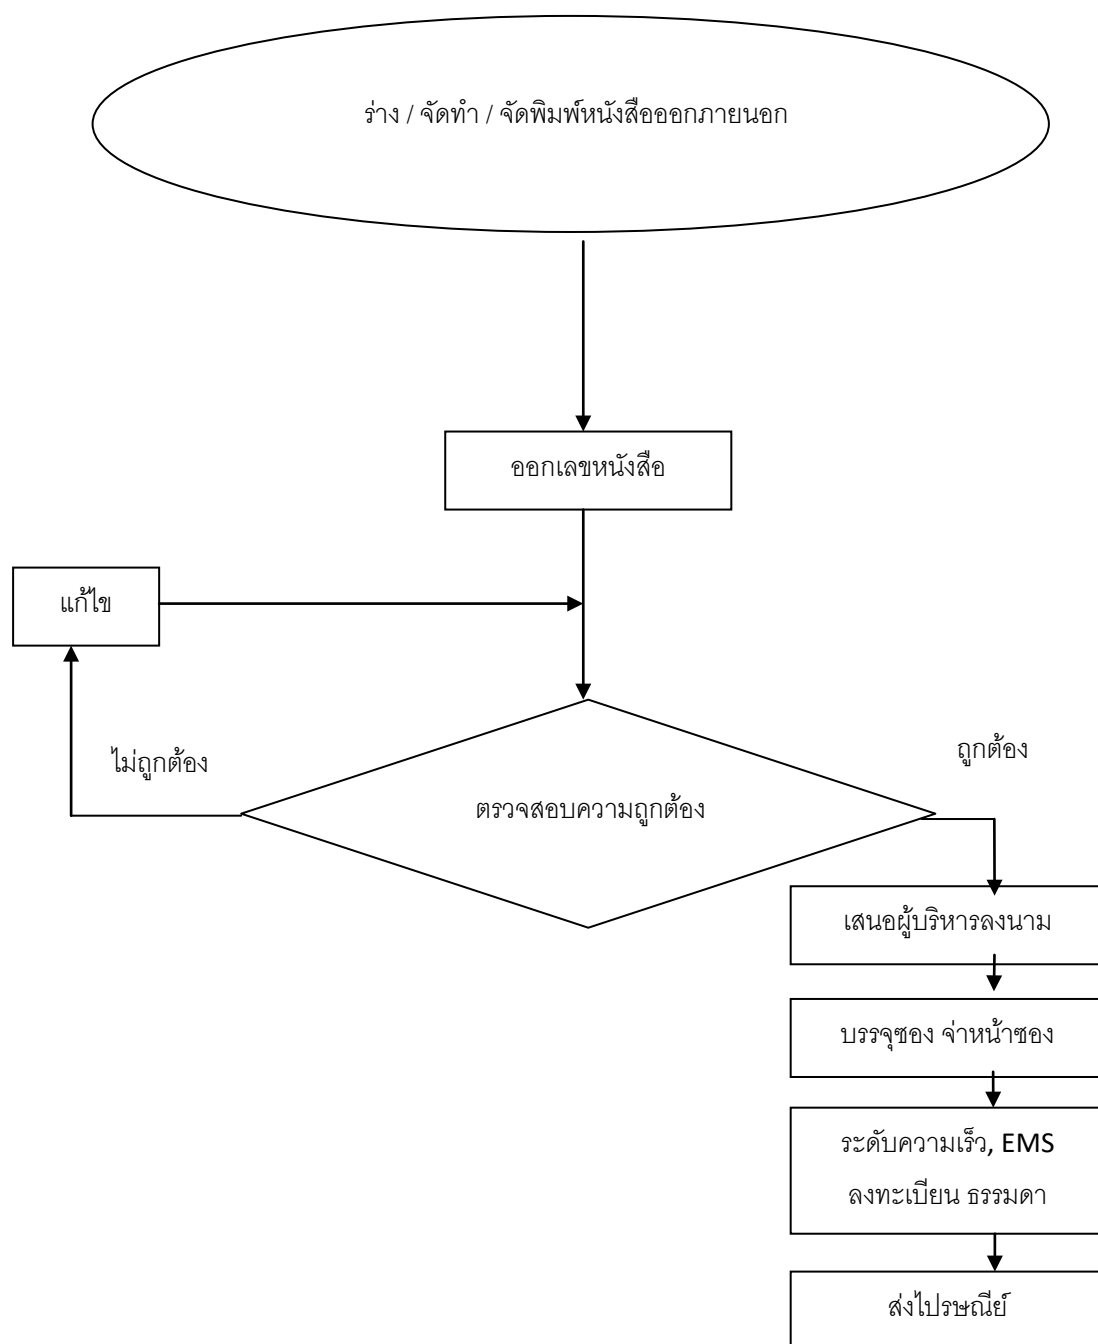 ร่าง / จัดทำ / จัดพิมพ์หนังสือออกภายนอก
ออกเลขหนังสือ
แก้ไข
ไม่ถูกต้อง
ถูกต้อง
ตรวจสอบความถูกต้อง
เสนอผู้บริหารลงนาม
บรรจุซอง จ่าหน้าซอง
ระดับความเร็ว, EMS
ลงทะเบียน ธรรมดา
ส่งไปรษณีย์